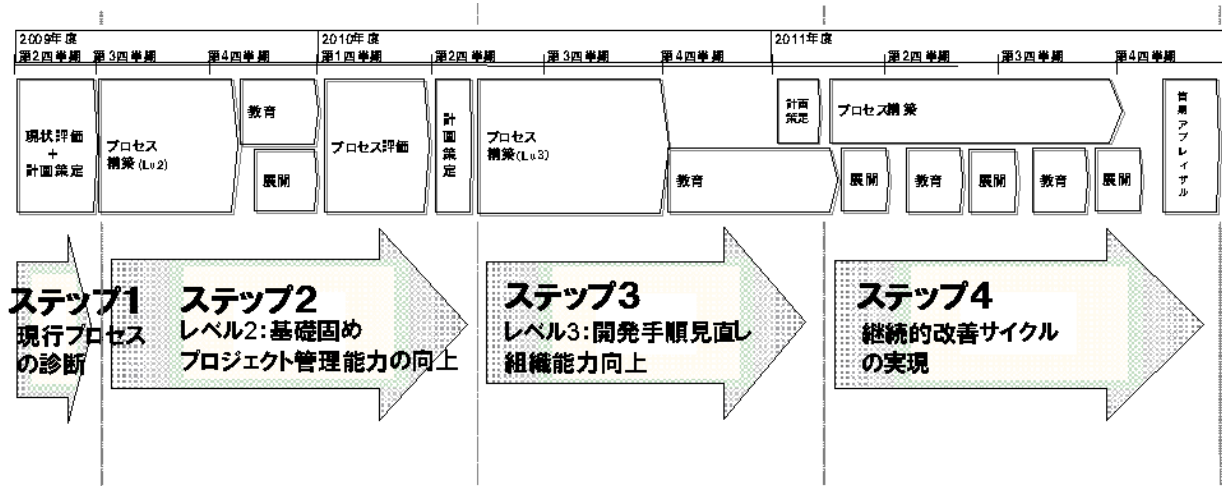 2009年度
2010年度
2011年度
第2四半期
第3四半期
第4四半期
第1四半期
第2四半期
第3四半期
第4四半期
第2四半期
第3四半期
第4四半期
現状評価
+
計画策定
プロセス
構築(Lv2)
教育
展開
プロセス評価
計画策定
プロセス
構築(Lv3)
教育
計画
策定
プロセス構築
展開
教育
展開
教育
展開
アプレイザル
ステップ1
現行プロセス
の診断
ステップ2
レベル2:基礎固め
プロジェクト管理能力の向上
ステップ3
レベル3:開発手順見直し
組織能力向上
ステップ4
継続的改善サイクル
の実現